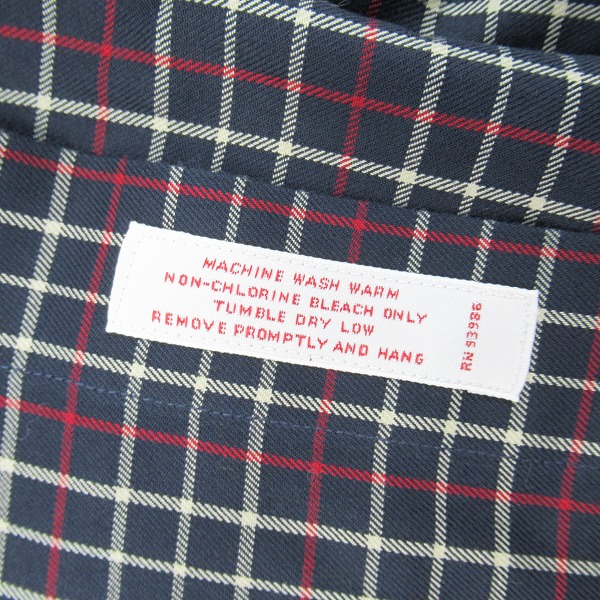 MACHINE WASH WARM
NON-CHLORINE BLEACH ONLY
TUMBLE DRY LOW
REMOVE PROMPTLY AND HANG
RN 93986